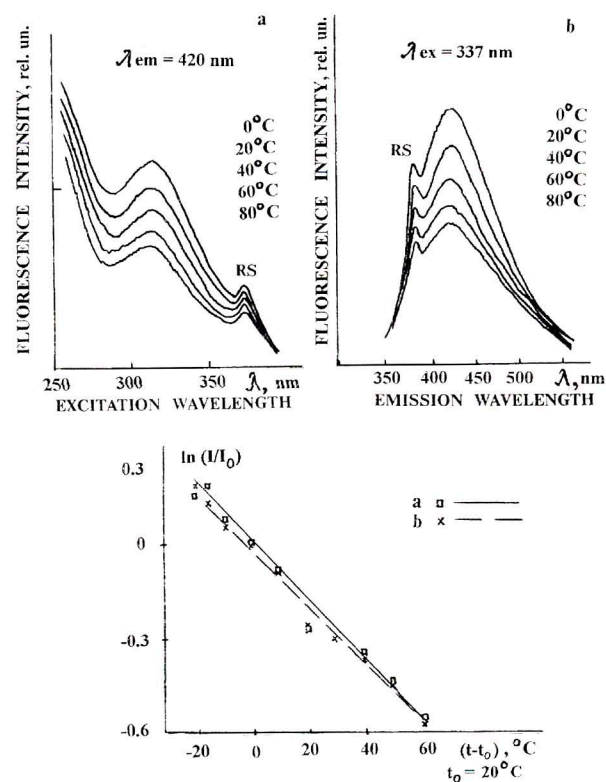 a
λem = 420 nm
FLUORESCENCE INTENSITY, rel. un.
0°C
20°C
40°C
60°C
80°C
RS
250 300 350 λ, nm
EXCITATION WAVELENGTH
b
λex = 337 nm
FLUORESCENCE INTENSITY, rel. un.
RS
0°C
20°C
40°C
60°C
80°C
350 400 450 500 λ, nm
EMISSION WAVELENGTH
ln (I/I₀)
0.3
0
-0.3
-0.6
a
b
-20 0 20 40 60 (t-t₀), °C
t₀ = 20°C